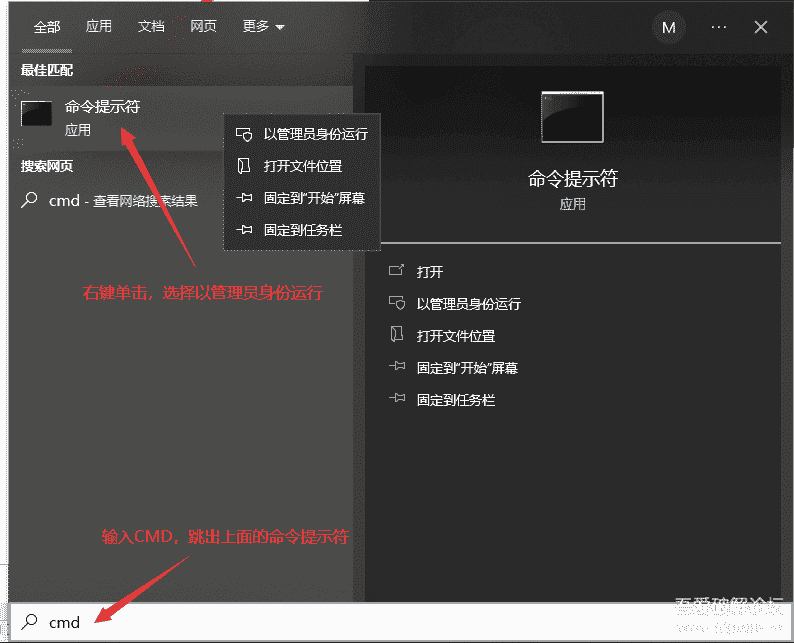 全部 应用 文档 网页 更多 M
最佳匹配
命令提示符
应用
搜索网页
cmd - 查看网络搜索结果
以管理员身份运行
打开文件位置
固定到"开始"屏幕
固定到任务栏
右键单击，选择以管理员身份运行
命令提示符
应用
打开
以管理员身份运行
打开文件位置
固定到"开始"屏幕
固定到任务栏
输入CMD，跳出上面的命令提示符
cmd
吾爱破解论坛